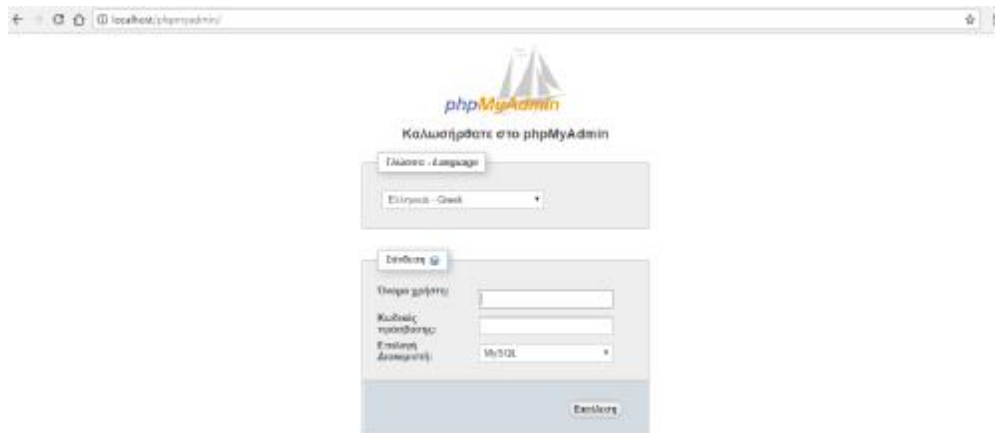 localhost/phpmyadmin/
phpMyAdmin
Καλωσήρθατε στο phpMyAdmin
Γλώσσα - Language
Ελληνικά - Greek
Σύνδεση
Όνομα χρήστη:
Κωδικός
πρόσβασης:
Επιλογή
Διακομιστή:
MySQL
Εκτέλεση